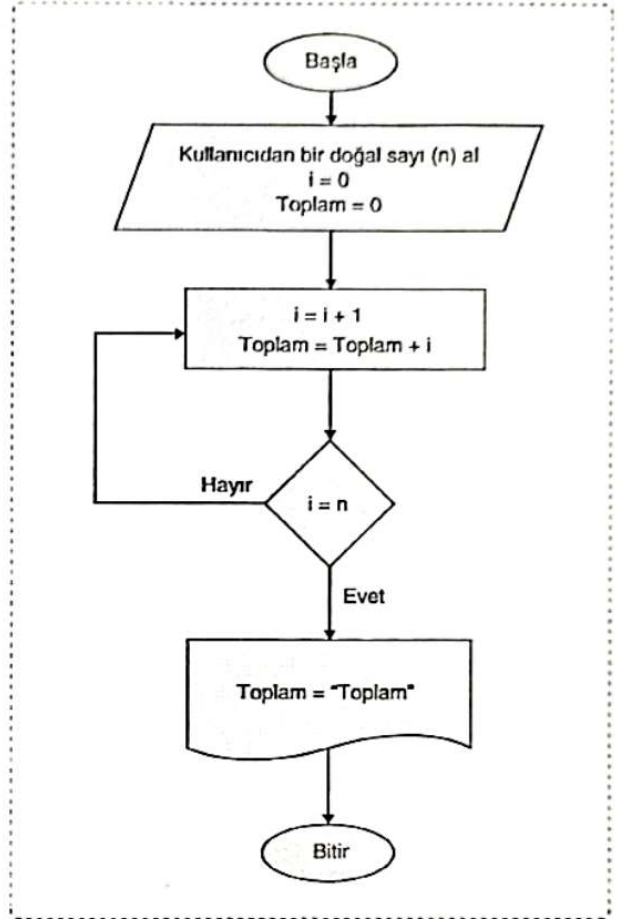 Başla
Kullanıcıdan bir doğal sayı (n) al
i = 0
Toplam = 0
i = i + 1
Toplam = Toplam + i
Hayır
i = n
Evet
Toplam = "Toplam"
Bitir